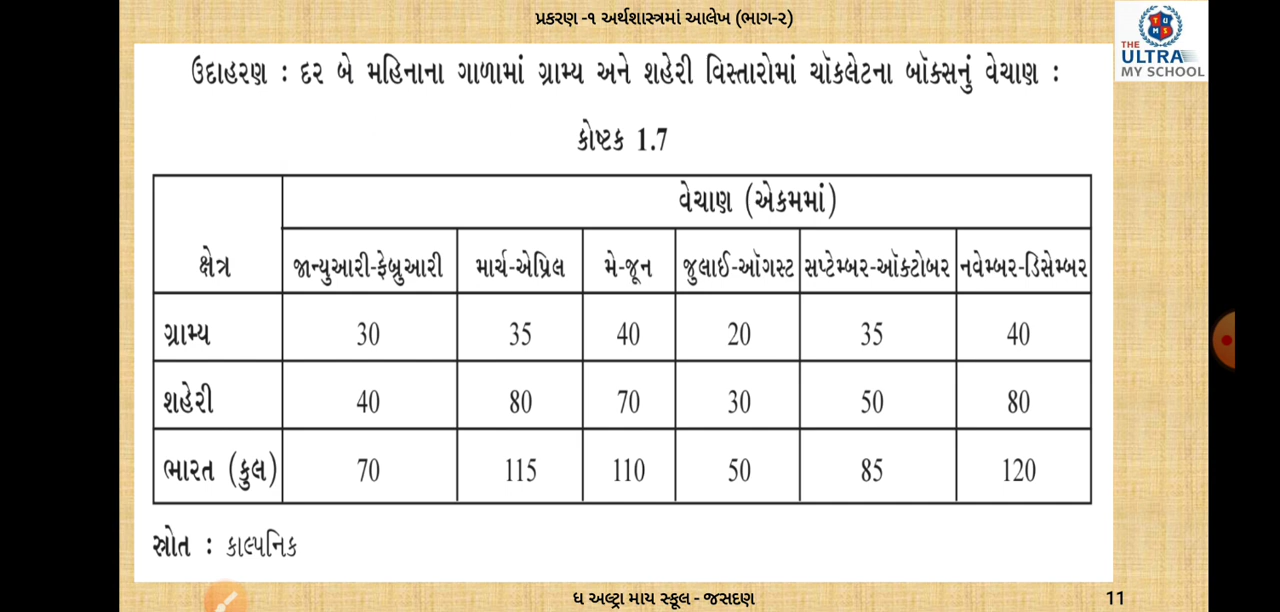 પ્રકરણ -૧ અર્થશાસ્ત્રમાં આલેખ (ભાગ-૨)
TUMS
THE
ULTRA
MY SCHOOL
ઉદાહરણ : દર બે મહિનાના ગાળામાં ગ્રામ્ય અને શહેરી વિસ્તારોમાં ચૉકલેટના બૉક્સનું વેચાણ :
કોષ્ટક 1.7
વેચાણ (એકમમાં)
ક્ષેત્ર જાન્યુઆરી-ફેબ્રુઆરી માર્ચ-એપ્રિલ મે-જૂન જુલાઈ-ઑગસ્ટ સપ્ટેમ્બર-ઑક્ટોબર નવેમ્બર-ડિસેમ્બર
ગ્રામ્ય 30 35 40 20 35 40
શહેરી 40 80 70 30 50 80
ભારત (કુલ) 70 115 110 50 85 120
સ્રોત : કાલ્પનિક
ધ અલ્ટ્રા માય સ્કૂલ - જસદણ
11